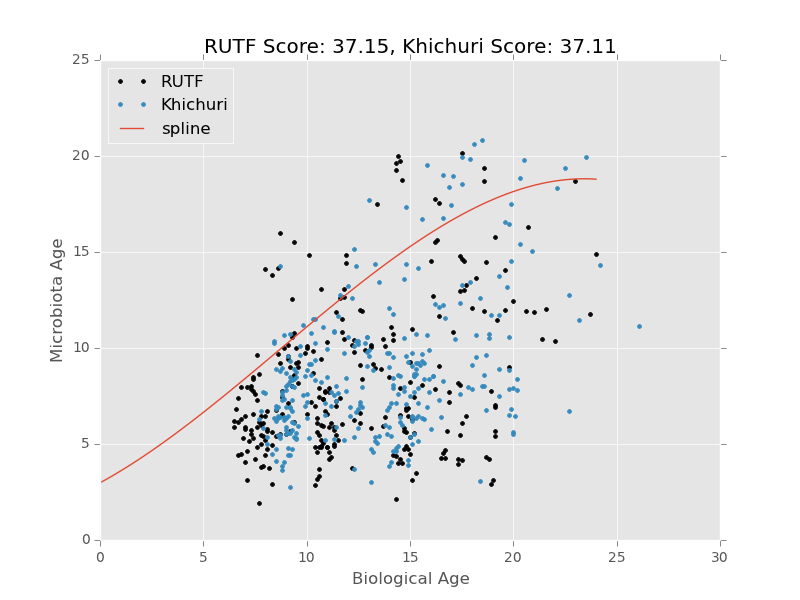 RUTF Score: 37.15, Khichuri Score: 37.11
RUTF
Khichuri
spline
25
20
15
10
5
0
Microbiota Age
0 5 10 15 20 25 30
Biological Age